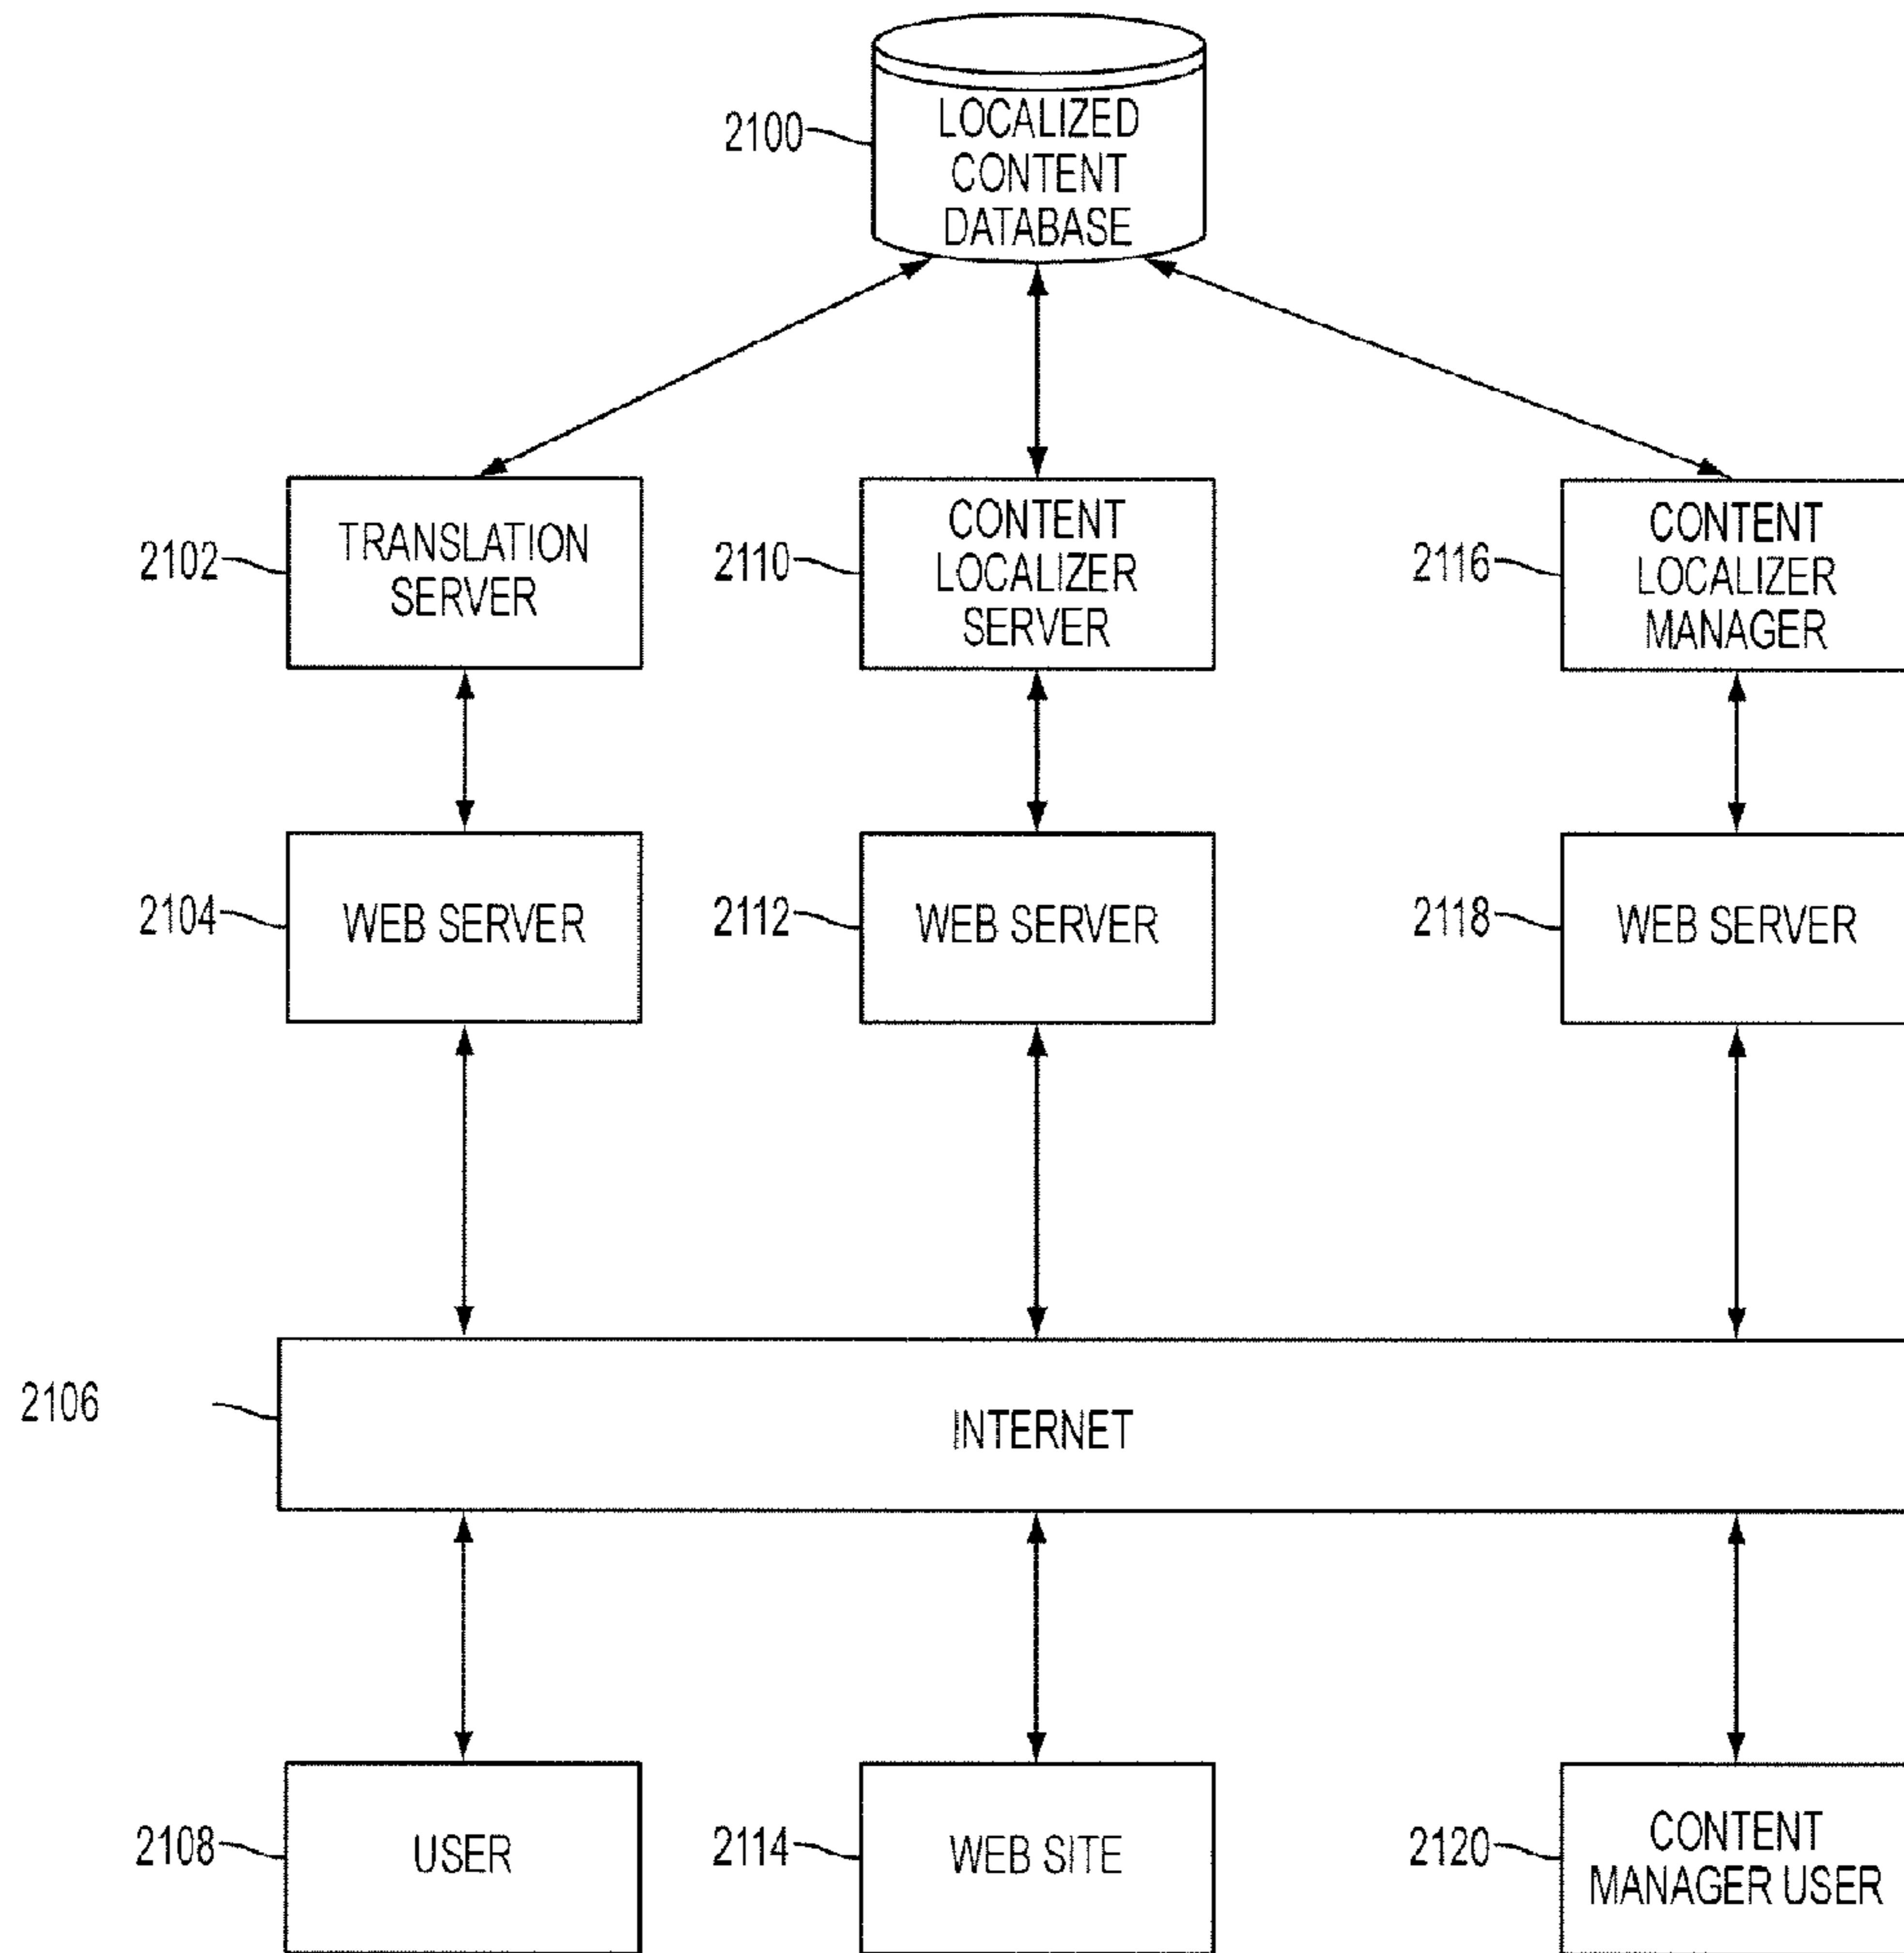 2100
LOCALIZED
CONTENT
DATABASE
2102
TRANSLATION
SERVER
2110
CONTENT
LOCALIZER
SERVER
2116
CONTENT
LOCALIZER
MANAGER
2104
WEB SERVER
2112
WEB SERVER
2118
WEB SERVER
2106
INTERNET
2108
USER
2114
WEB SITE
2120
CONTENT
MANAGER USER